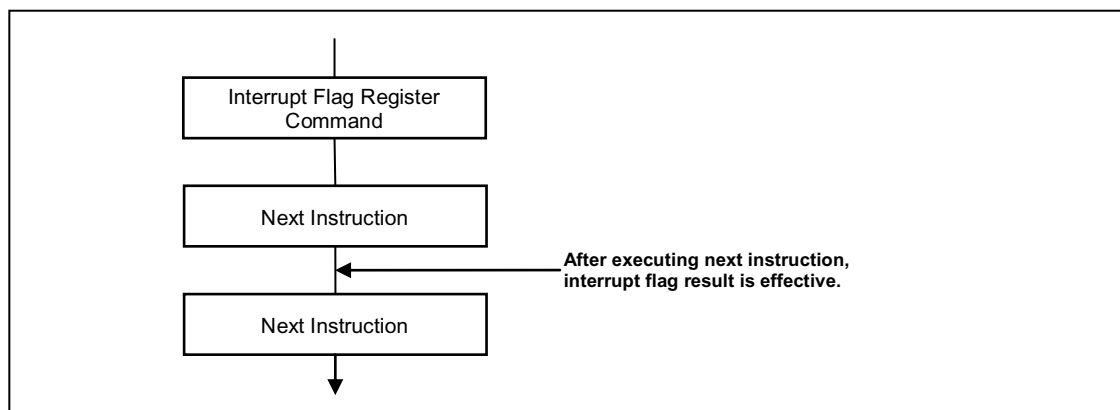 Interrupt Flag Register
Command
Next Instruction
After executing next instruction,
interrupt flag result is effective.
Next Instruction